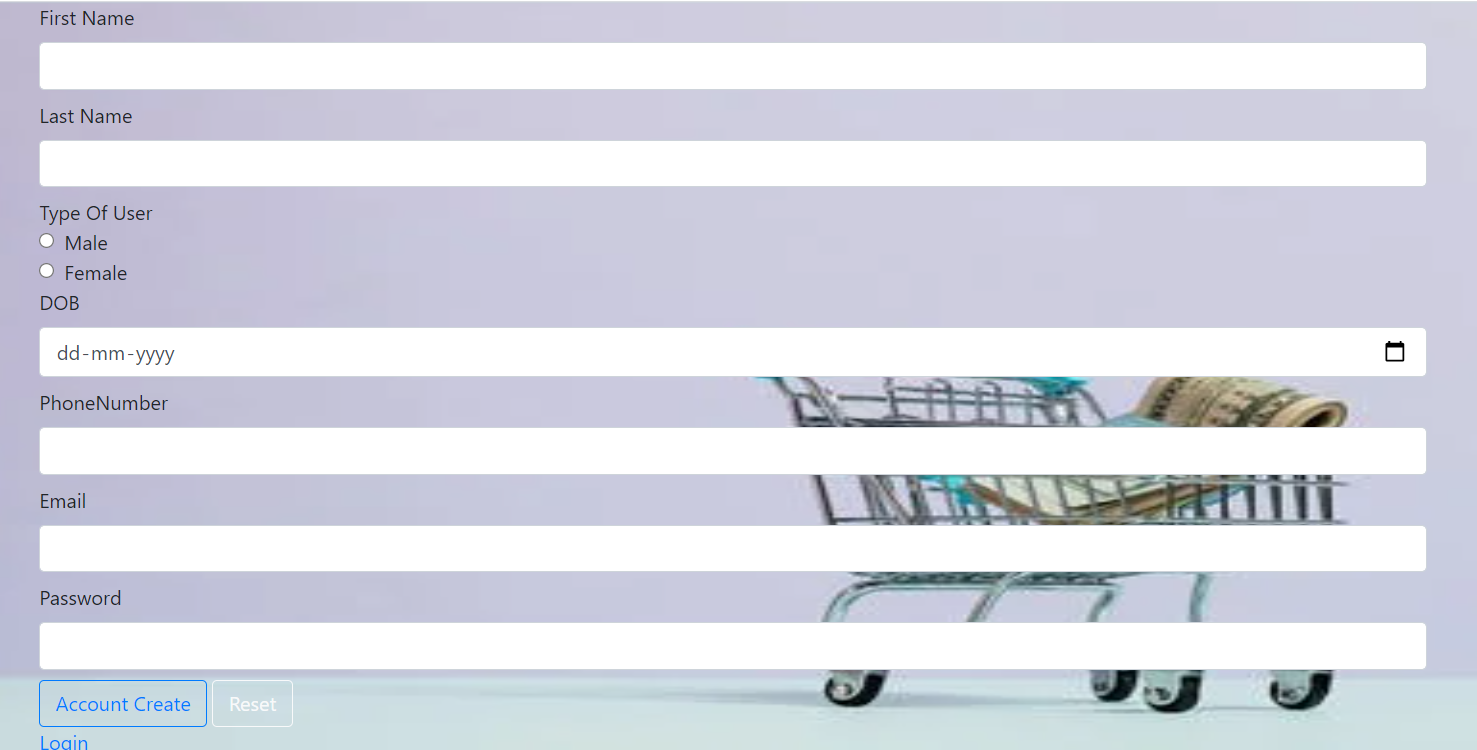 First Name
Last Name
Type Of User
Male
Female
DOB
dd-mm-yyyy
PhoneNumber
Email
Password
Account Create Reset
Login